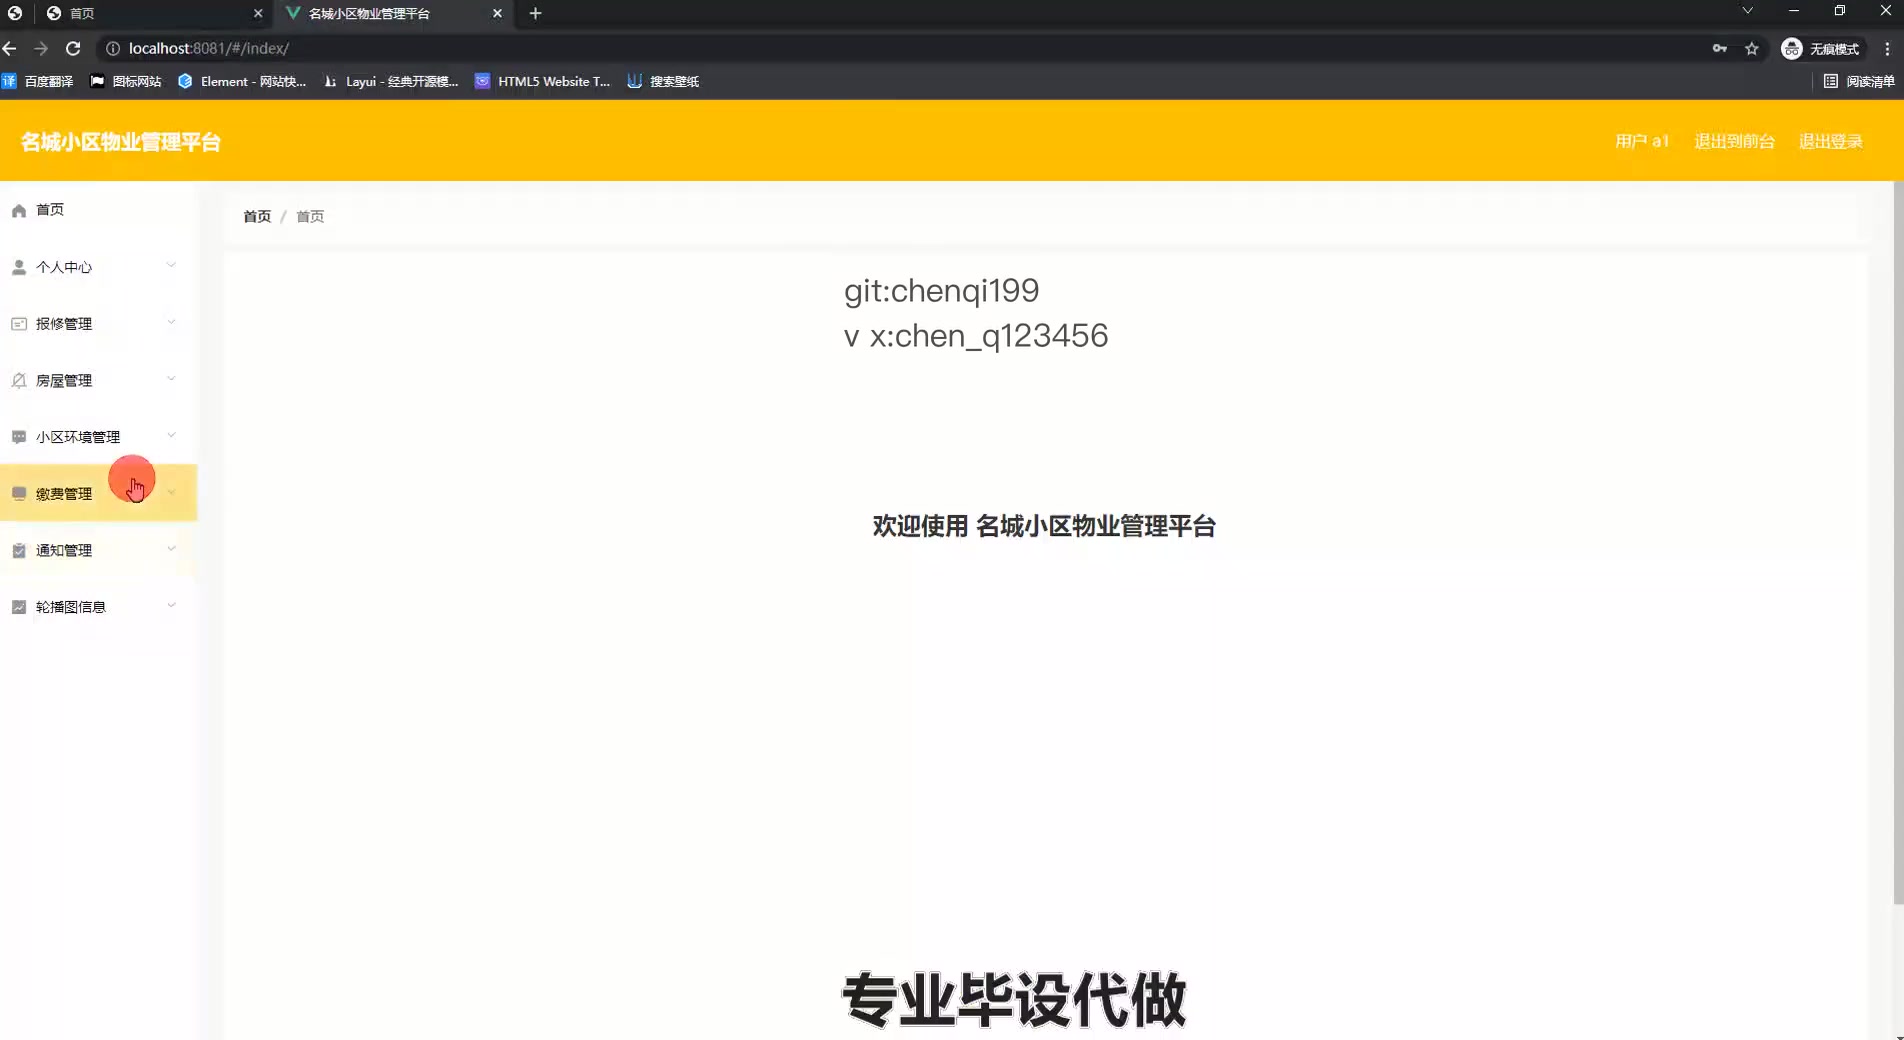 首页
名城小区物业管理平台
localhost:8081/#/index/
无痕模式
百度翻译
图标网站
Element - 网站快...
Layui - 经典开源模...
HTML5 Website T...
搜索壁纸
阅读清单
名城小区物业管理平台
用户 a1
退出到前台
退出登录
首页
个人中心
报修管理
房屋管理
小区环境管理
缴费管理
通知管理
轮播图信息
首页 / 首页
git:chenqi199
v x:chen_q123456
欢迎使用 名城小区物业管理平台
专业毕设代做